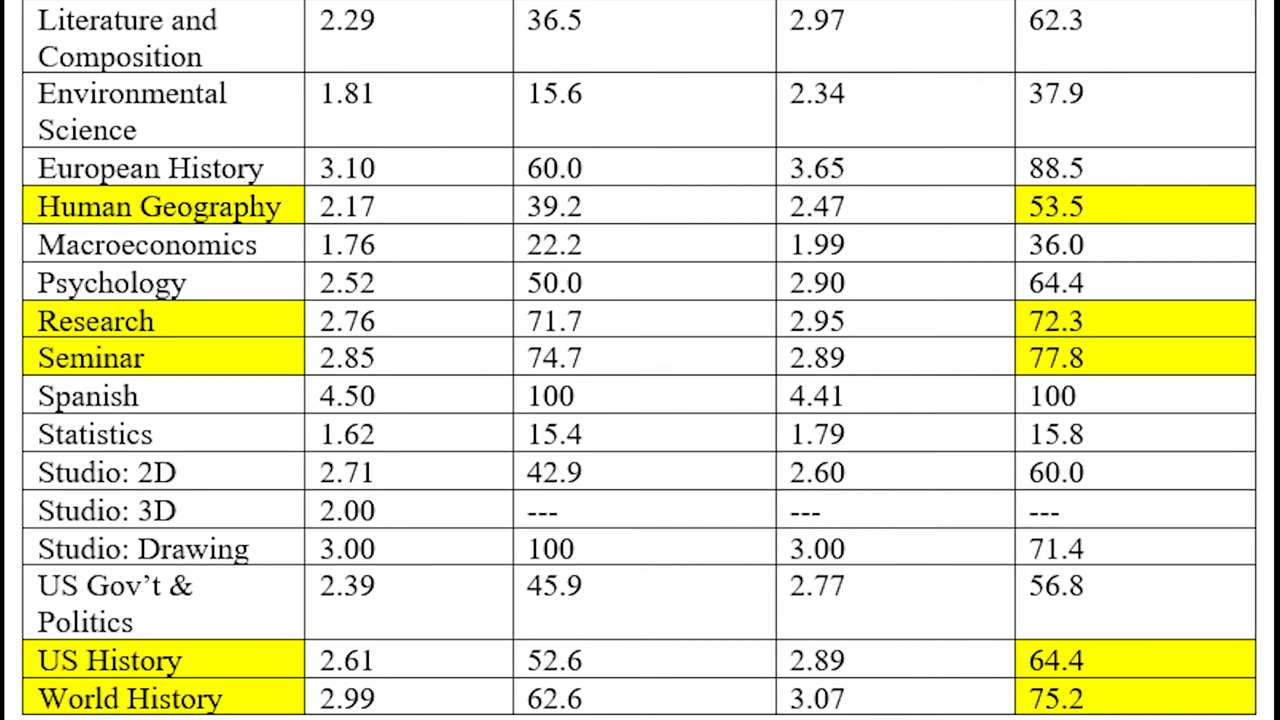 Literature and 2.29 36.5 2.97 62.3
Composition
Environmental 1.81 15.6 2.34 37.9
Science
European History 3.10 60.0 3.65 88.5
Human Geography 2.17 39.2 2.47 53.5
Macroeconomics 1.76 22.2 1.99 36.0
Psychology 2.52 50.0 2.90 64.4
Research 2.76 71.7 2.95 72.3
Seminar 2.85 74.7 2.89 77.8
Spanish 4.50 100 4.41 100
Statistics 1.62 15.4 1.79 15.8
Studio: 2D 2.71 42.9 2.60 60.0
Studio: 3D 2.00 --- --- ---
Studio: Drawing 3.00 100 3.00 71.4
US Gov’t & 2.39 45.9 2.77 56.8
Politics
US History 2.61 52.6 2.89 64.4
World History 2.99 62.6 3.07 75.2